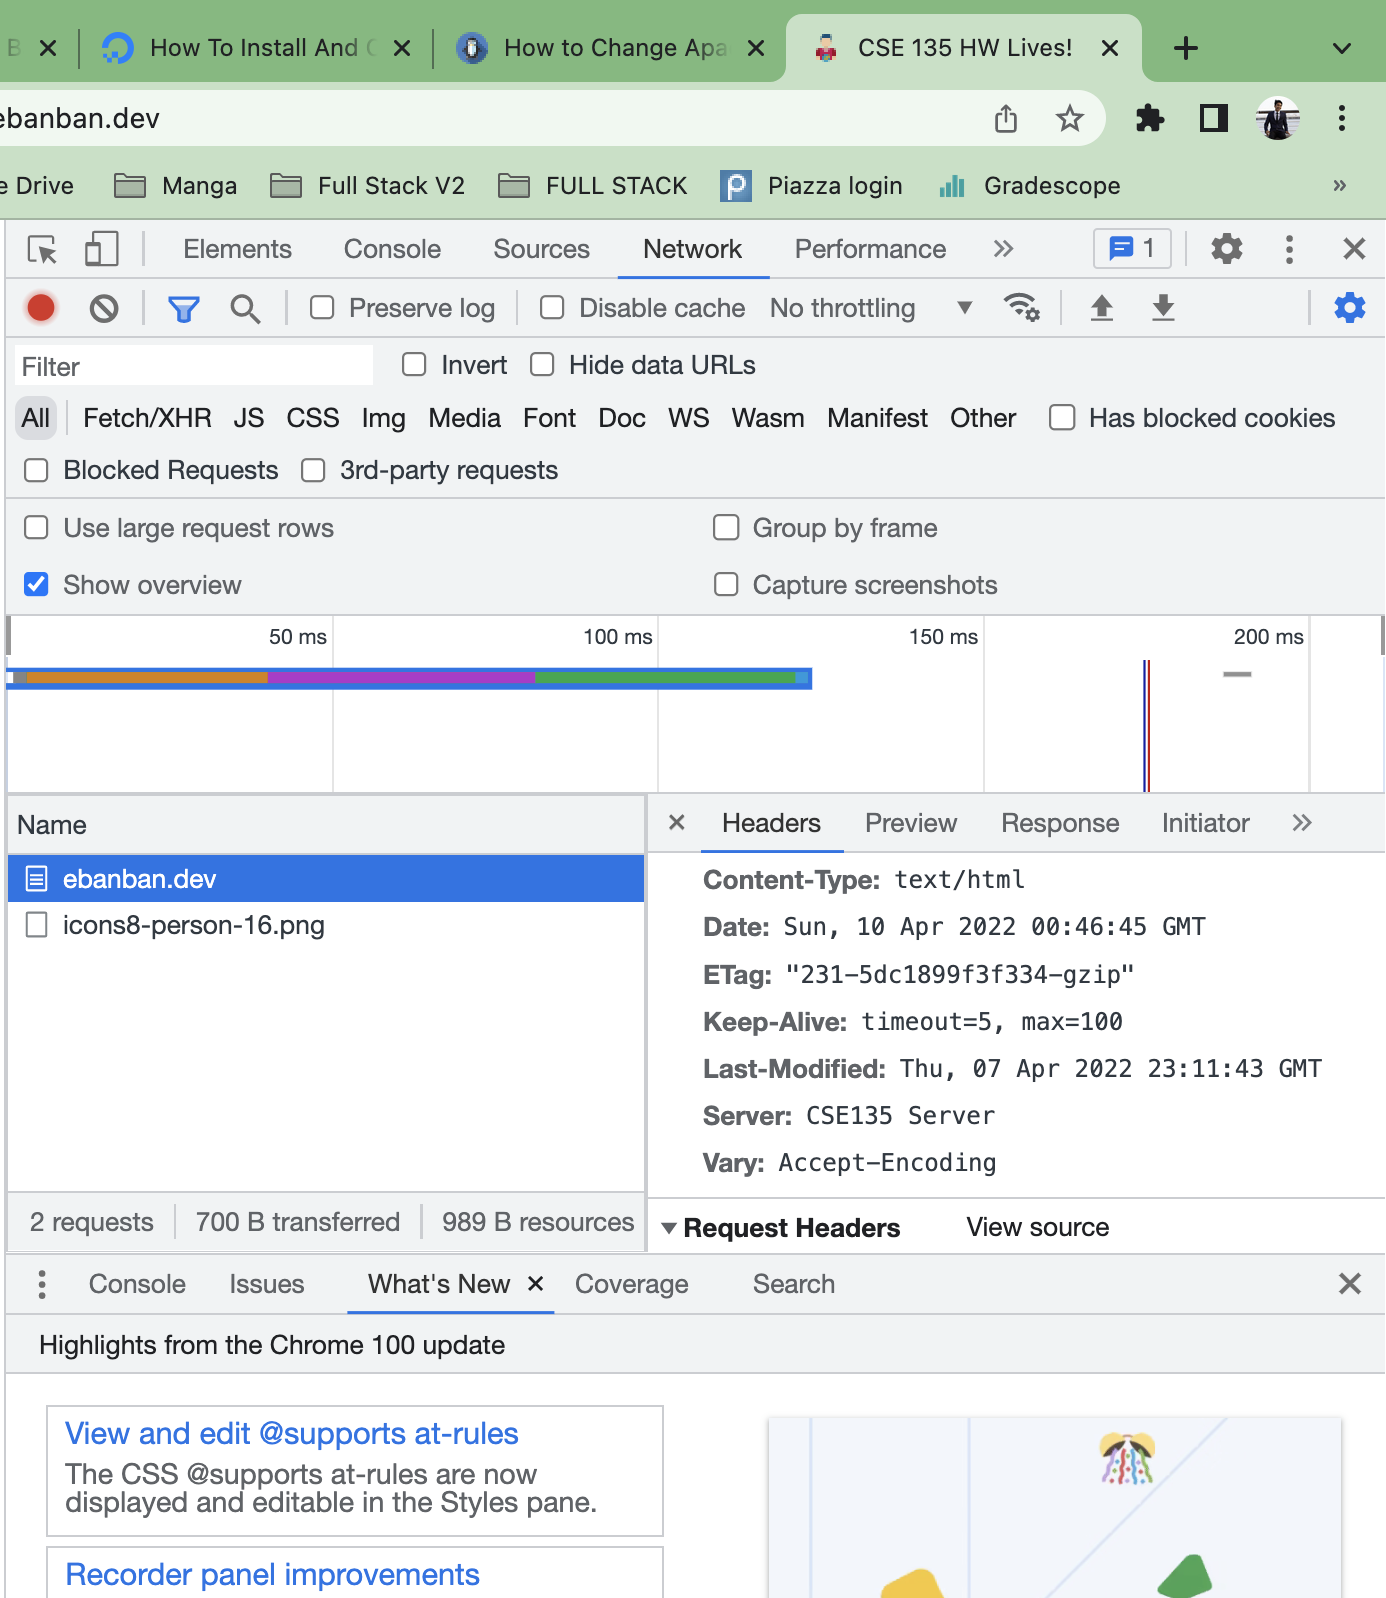 B
How To Install And C
How to Change Apa
CSE 135 HW Lives!
ebanban.dev
e Drive
Manga
Full Stack V2
FULL STACK
Piazza login
Gradescope
»
Elements Console Sources Network Performance » 1
Preserve log Disable cache No throttling
Filter Invert Hide data URLs
All Fetch/XHR JS CSS Img Media Font Doc WS Wasm Manifest Other Has blocked cookies
Blocked Requests 3rd-party requests
Use large request rows Group by frame
Show overview Capture screenshots
50 ms 100 ms 150 ms 200 ms
Name
ebanban.dev
icons8-person-16.png
2 requests 700 B transferred 989 B resources
Headers Preview Response Initiator »
Content-Type: text/html
Date: Sun, 10 Apr 2022 00:46:45 GMT
ETag: "231-5dc1899f3f334-gzip"
Keep-Alive: timeout=5, max=100
Last-Modified: Thu, 07 Apr 2022 23:11:43 GMT
Server: CSE135 Server
Vary: Accept-Encoding
Request Headers View source
Console Issues What's New Coverage Search
Highlights from the Chrome 100 update
View and edit @supports at-rules
The CSS @supports at-rules are now
displayed and editable in the Styles pane.
Recorder panel improvements